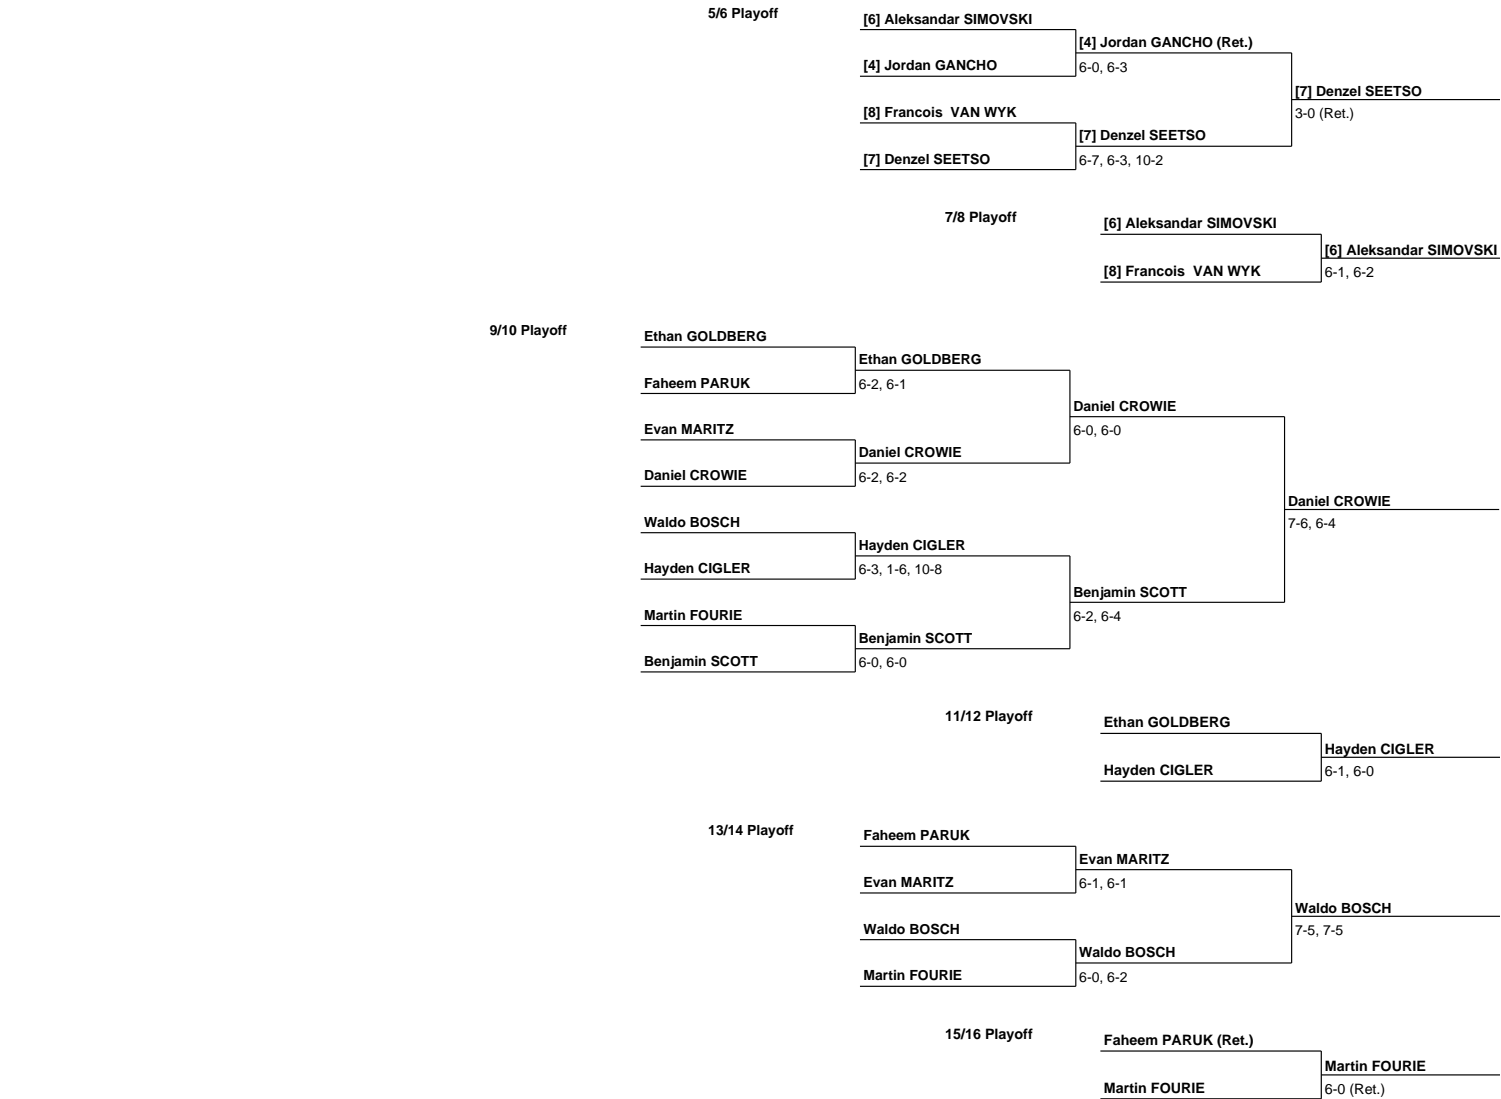 5/6 Playoff
[6] Aleksandar SIMOVSKI
[4] Jordan GANCHO (Ret.)
[4] Jordan GANCHO
6-0, 6-3
[7] Denzel SEETSO
3-0 (Ret.)
[8] Francois VAN WYK
[7] Denzel SEETSO
[7] Denzel SEETSO
6-7, 6-3, 10-2
7/8 Playoff
[6] Aleksandar SIMOVSKI
[6] Aleksandar SIMOVSKI
[8] Francois VAN WYK
6-1, 6-2
9/10 Playoff
Ethan GOLDBERG
Ethan GOLDBERG
Faheem PARUK
6-2, 6-1
Daniel CROWIE
6-0, 6-0
Evan MARITZ
Daniel CROWIE
Daniel CROWIE
6-2, 6-2
Daniel CROWIE
7-6, 6-4
Waldo BOSCH
Hayden CIGLER
Hayden CIGLER
6-3, 1-6, 10-8
Benjamin SCOTT
6-2, 6-4
Martin FOURIE
Benjamin SCOTT
Benjamin SCOTT
6-0, 6-0
11/12 Playoff
Ethan GOLDBERG
Hayden CIGLER
Hayden CIGLER
6-1, 6-0
13/14 Playoff
Faheem PARUK
Evan MARITZ
Evan MARITZ
6-1, 6-1
Waldo BOSCH
7-5, 7-5
Waldo BOSCH
Waldo BOSCH
Martin FOURIE
6-0, 6-2
15/16 Playoff
Faheem PARUK (Ret.)
Martin FOURIE
Martin FOURIE
6-0 (Ret.)